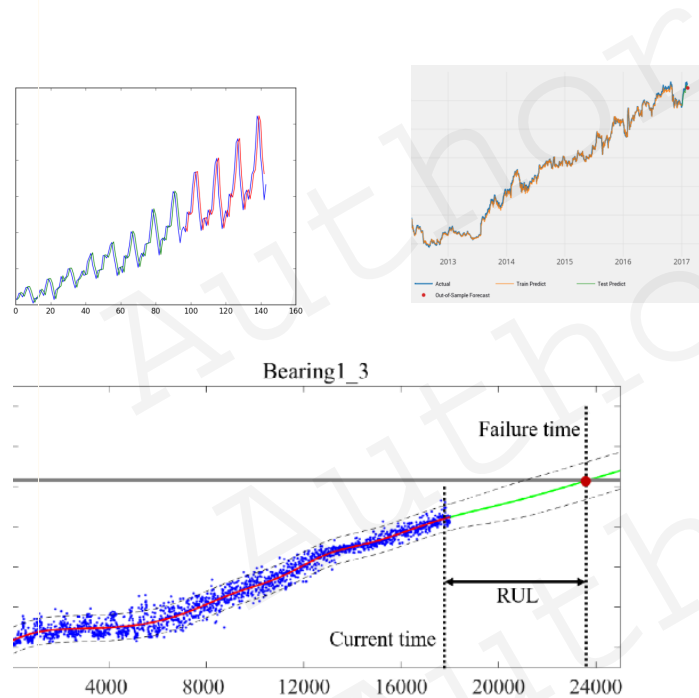 0 20 40 60 80 100 120 140 160
2013 2014 2015 2016 2017
Actual Train Predict Test Predict
Out-of-Sample Forecast
Bearing1_3
Failure time
RUL
Current time
4000 8000 12000 16000 20000 24000
Author
Author
Author